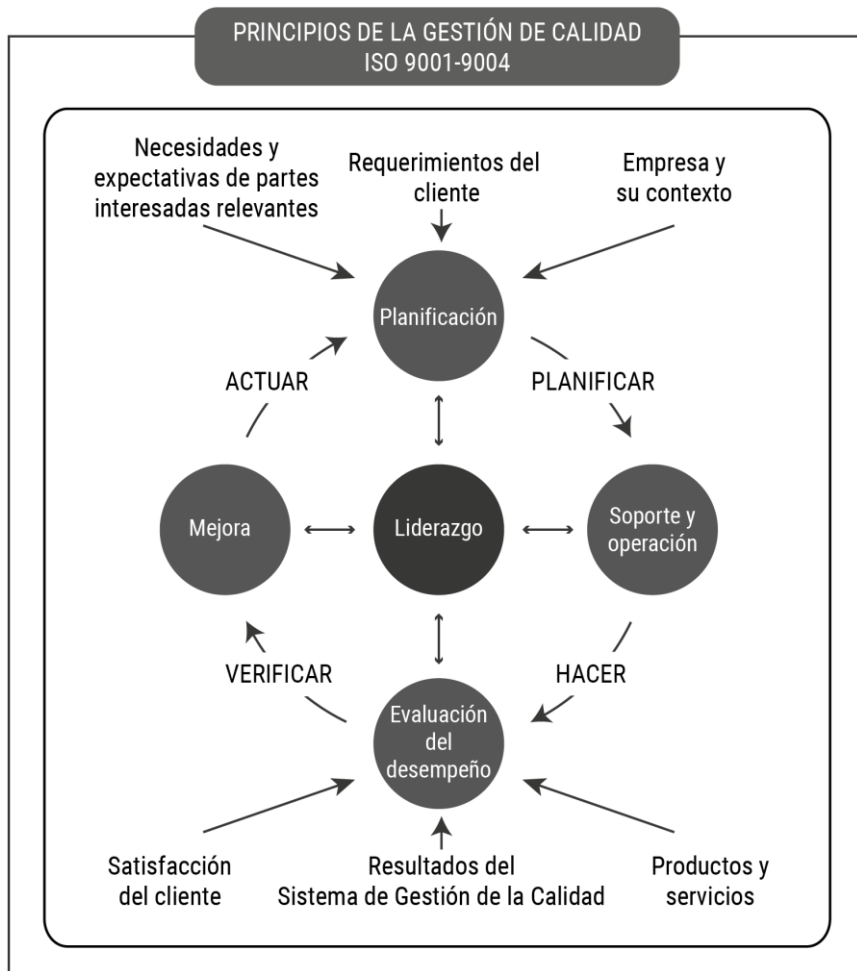 PRINCIPIOS DE LA GESTIÓN DE CALIDAD
ISO 9001-9004
Necesidades y
expectativas de partes
interesadas relevantes
Requerimientos del
cliente
Empresa y
su contexto
Planificación
ACTUAR
PLANIFICAR
Mejora
Liderazgo
Soporte y
operación
VERIFICAR
HACER
Evaluación
del
desempeño
Satisfacción
del cliente
Resultados del
Sistema de Gestión de la Calidad
Productos y
servicios